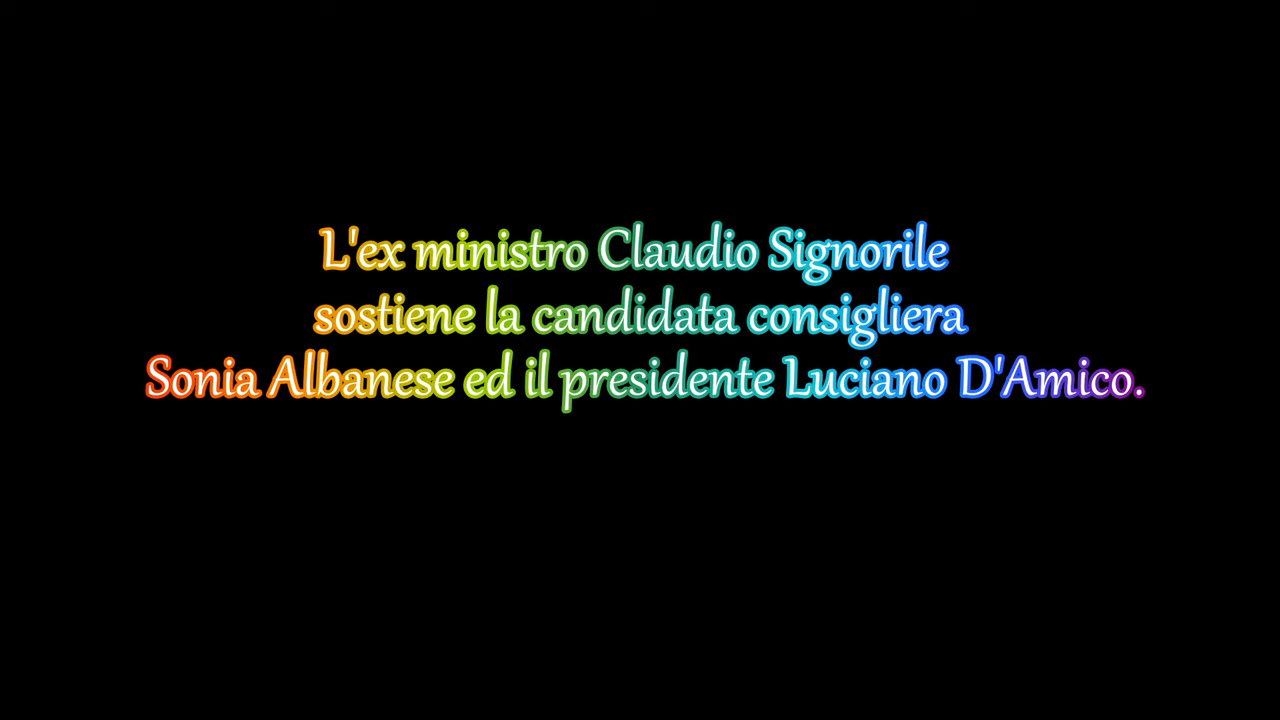 L'ex ministro Claudio Signorile
sostiene la candidata consigliera
Sonia Albanese ed il presidente Luciano D'Amico.